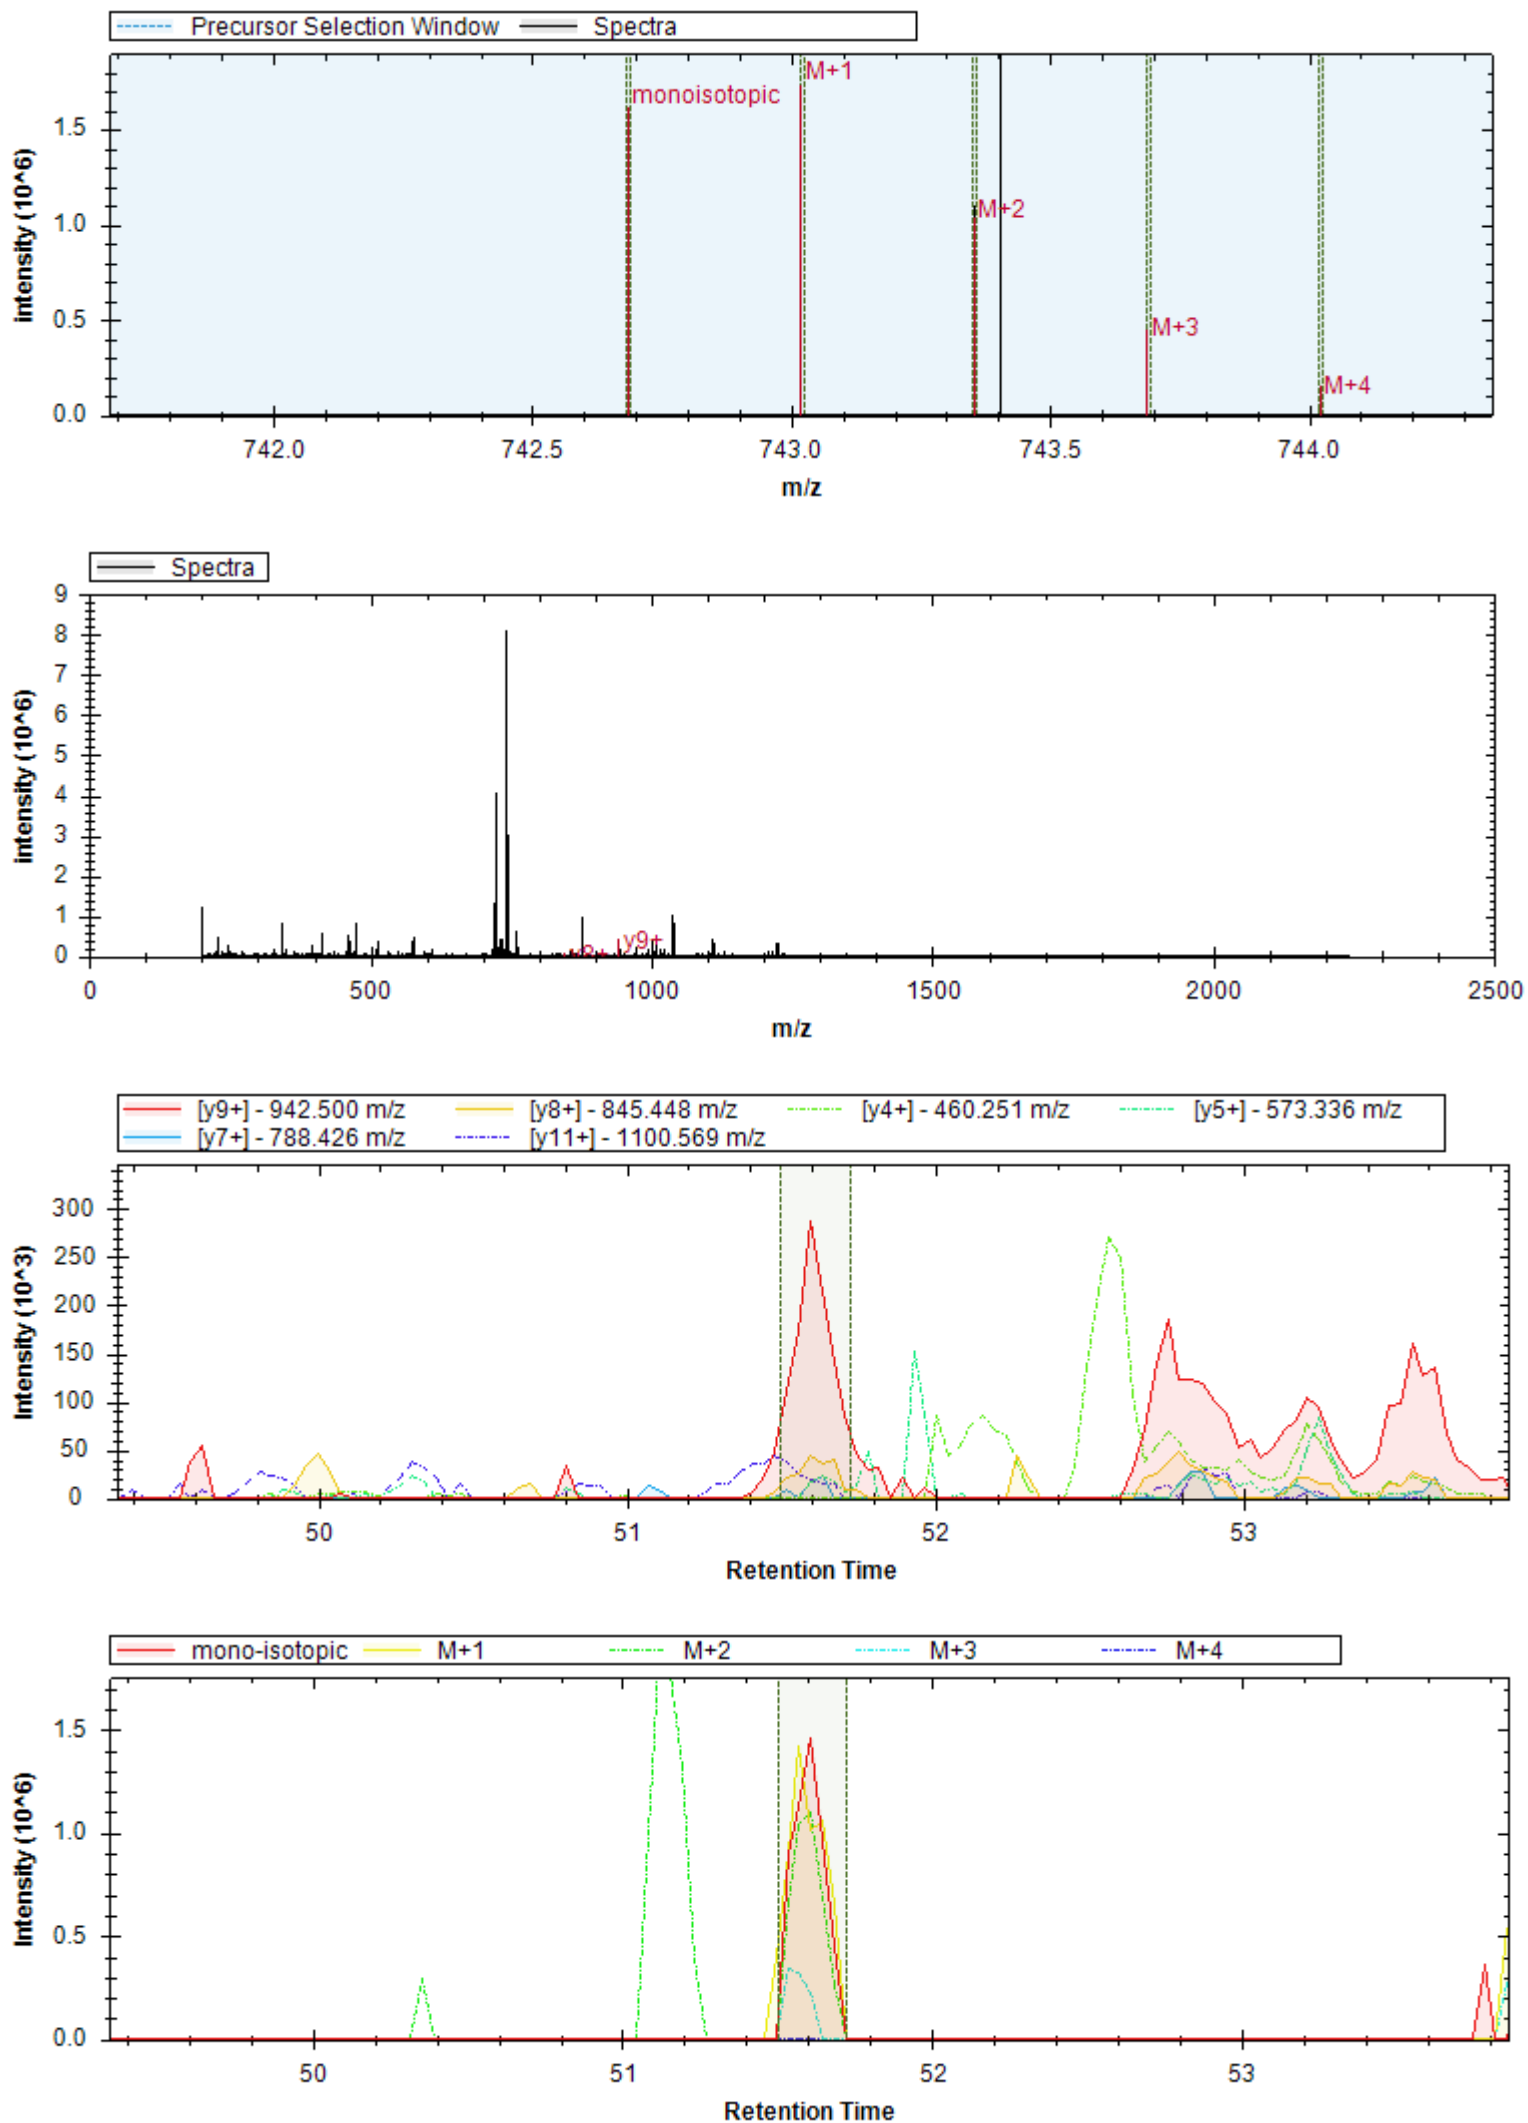 Precursor Selection Window Spectra
M+1
monoisotopic
M+2
M+3
M+4
intensity (10^6)
1.5
1.0
0.5
0.0
742.0 742.5 743.0 743.5 744.0
m/z
Spectra
intensity (10^6)
9
8
7
6
5
4
3
2
1
0
y8+ y9+
0 500 1000 1500 2000 2500
m/z
[y9+] - 942.500 m/z [y8+] - 845.448 m/z [y4+] - 460.251 m/z [y5+] - 573.336 m/z
[y7+] - 788.426 m/z [y11+] - 1100.569 m/z
Intensity (10^3)
300
250
200
150
100
50
0
50 51 52 53
Retention Time
mono-isotopic M+1 M+2 M+3 M+4
Intensity (10^6)
1.5
1.0
0.5
0.0
50 51 52 53
Retention Time